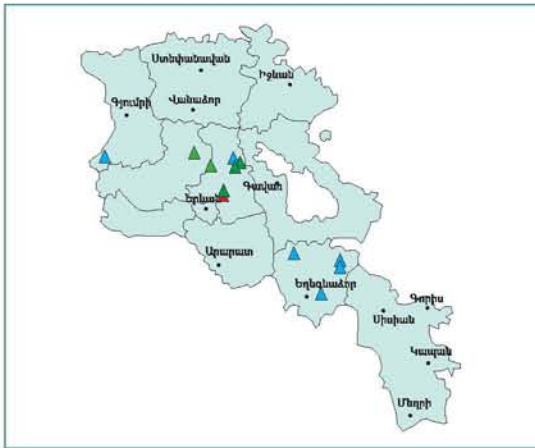 Ստեփանավան
Իջևան
Գյումրի
Վանաձոր
Գավառ
Երևան
Արարատ
Եղեգնաձոր
Գորիս
Սիսիան
Կապան
Մեղրի